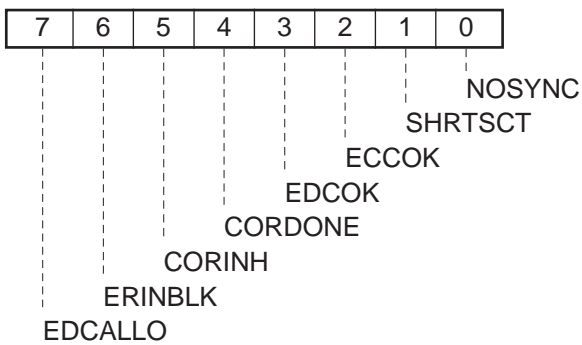 7 6 5 4 3 2 1 0
NOSYNC
SHRTSCT
ECCOK
EDCOK
CORDONE
CORINH
ERINBLK
EDCALLO